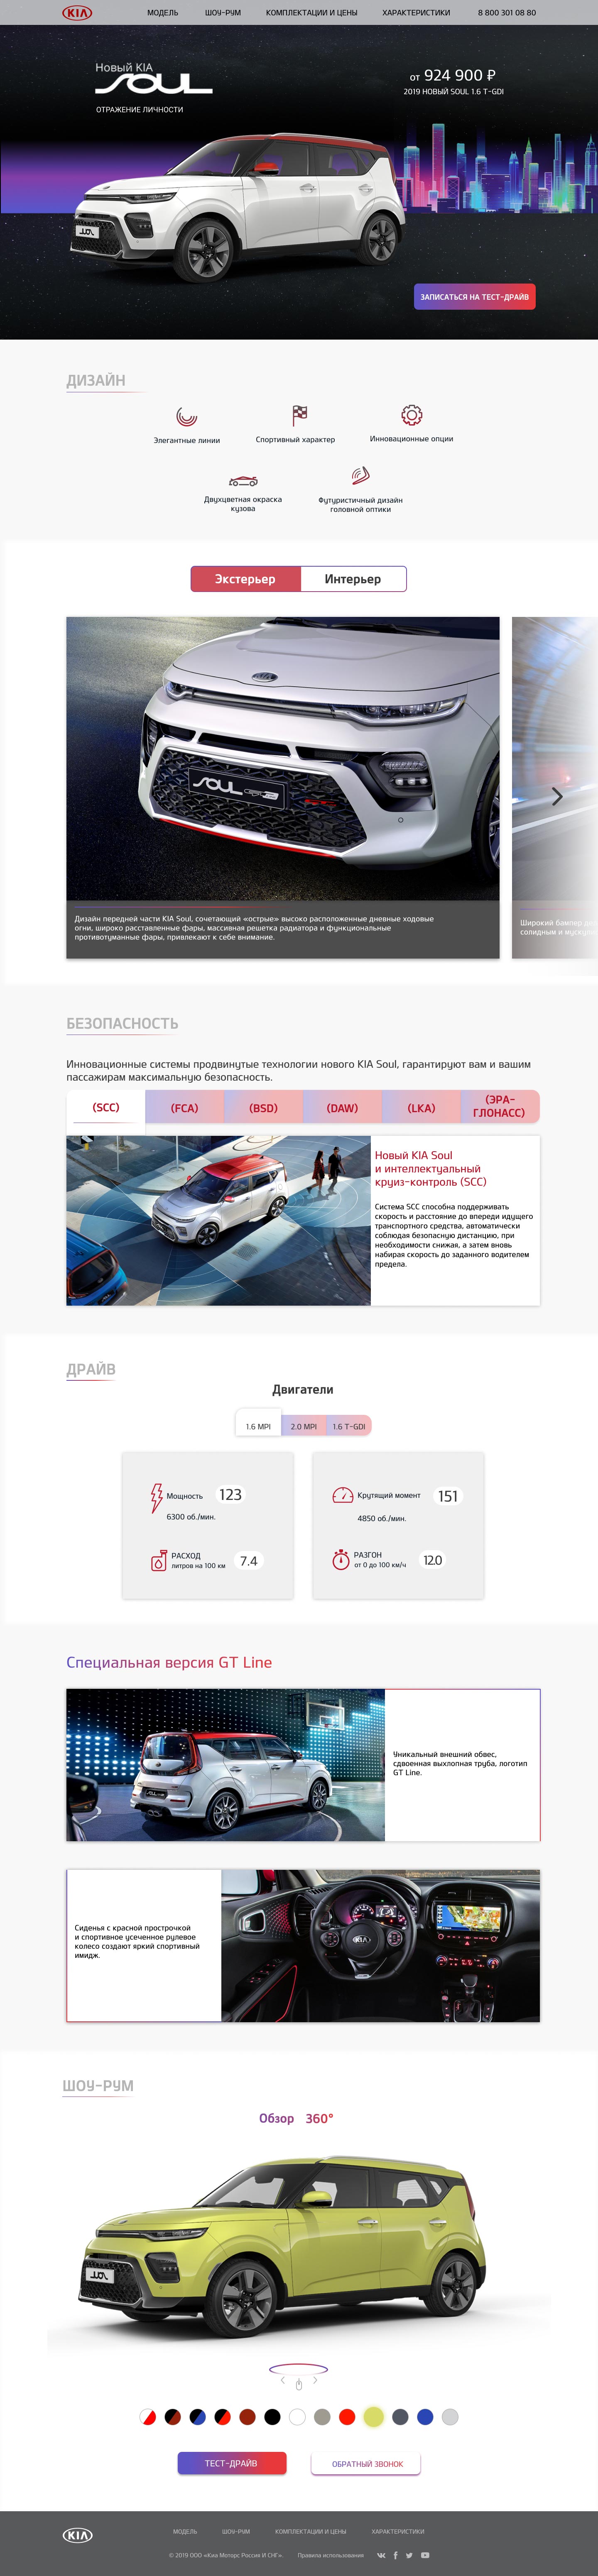 KIA
МОДЕЛЬ ШОУ-РУМ КОМПЛЕКТАЦИИ И ЦЕНЫ ХАРАКТЕРИСТИКИ 8 800 301 08 80
Новый KIA
SOUL
ОТРАЖЕНИЕ ЛИЧНОСТИ
от 924 900 ₽
2019 НОВЫЙ SOUL 1.6 T-GDI
ЗАПИСАТЬСЯ НА ТЕСТ-ДРАЙВ
ДИЗАЙН
Элегантные линии
Спортивный характер
Инновационные опции
Двухцветная окраска
кузова
Футуристичный дизайн
головной оптики
Экстерьер Интерьер
SOUL
Дизайн передней части KIA Soul, сочетающий «острые» высоко расположенные дневные ходовые
огни, широко расставленные фары, массивная решетка радиатора и функциональные
противотуманные фары, привлекают к себе внимание.
Широкий бампер
солидным и
БЕЗОПАСНОСТЬ
Инновационные системы продвинутые технологии нового KIA Soul, гарантируют вам и вашим
пассажирам максимальную безопасность.
(SCC) (FCA) (BSD) (DAW) (LKA) (ЭРА-
ГЛОНАСС)
Новый KIA Soul
и интеллектуальный
круиз-контроль (SCC)
Система SCC способна поддерживать
скорость и расстояние до впереди идущего
транспортного средства, автоматически
соблюдая безопасную дистанцию, при
необходимости снижая, а затем вновь
набирая скорость до заданного водителем
предела.
ДРАЙВ
Двигатели
1.6 MPI 2.0 MPI 1.6 T-GDI
Мощность 123
6300 об./мин.
РАСХОД
литров на 100 км 7.4
Крутящий момент 151
4850 об./мин.
РАЗГОН
от 0 до 100 км/ч 12.0
Специальная версия GT Line
Уникальный внешний обвес,
сдвоенная выхлопная труба, логотип
GT Line.
Сиденья с красной прострочкой
и спортивное усеченное рулевое
колесо создают яркий спортивный
имидж.
KIA
ШОУ-РУМ
Обзор 360°
ТЕСТ-ДРАЙВ ОБРАТНЫЙ ЗВОНОК
KIA
МОДЕЛЬ ШОУ-РУМ КОМПЛЕКТАЦИИ И ЦЕНЫ ХАРАКТЕРИСТИКИ
© 2019 ООО «Киа Моторс Россия И СНГ». Правила использования